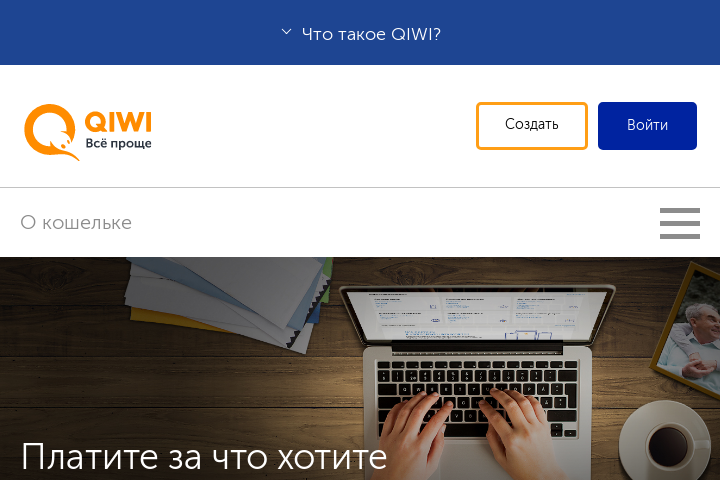 Что такое QIWI?
QIWI
Всё проще
Создать
Войти
О кошельке
Платите за что хотите